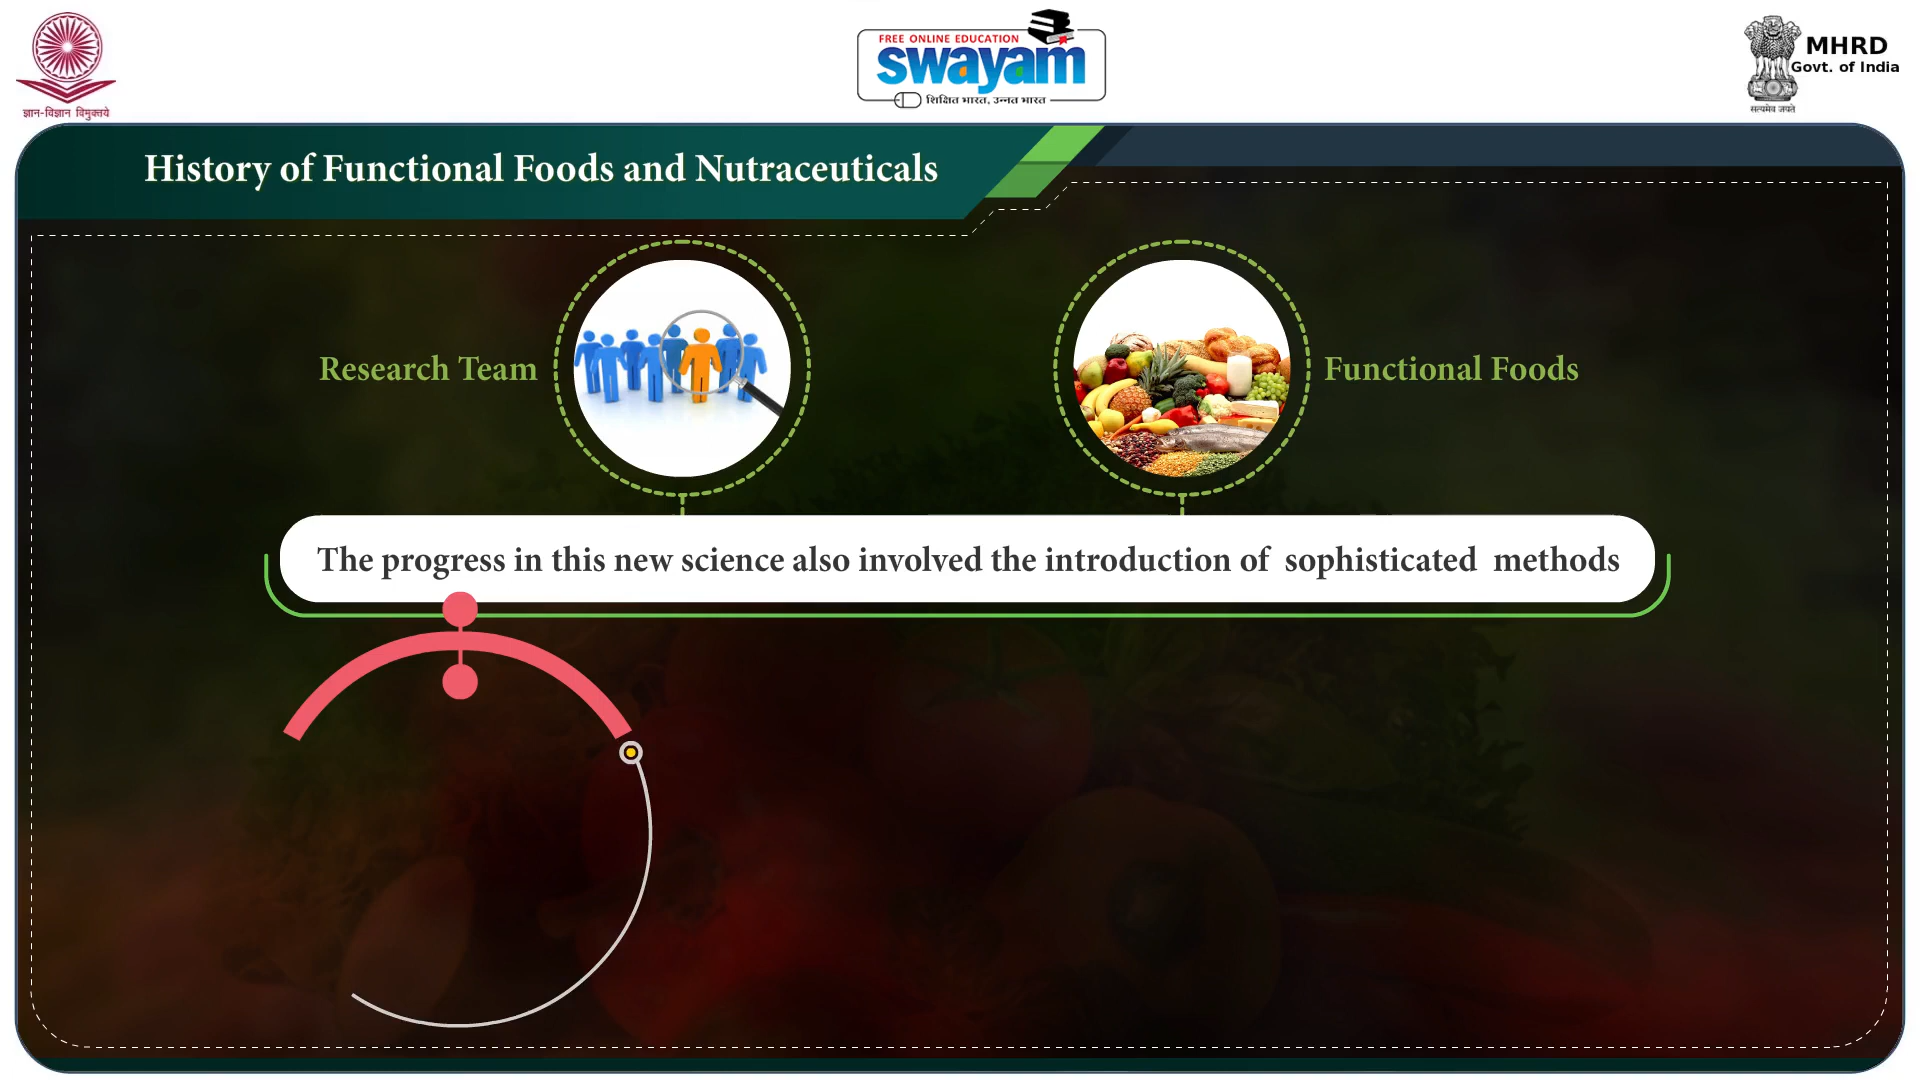 ज्ञान-विज्ञान विमुक्तये
FREE ONLINE EDUCATION
swayam
शिक्षित भारत, उन्नत भारत
MHRD
Govt. of India
सत्यमेव जयते
History of Functional Foods and Nutraceuticals
Research Team
Functional Foods
The progress in this new science also involved the introduction of sophisticated methods